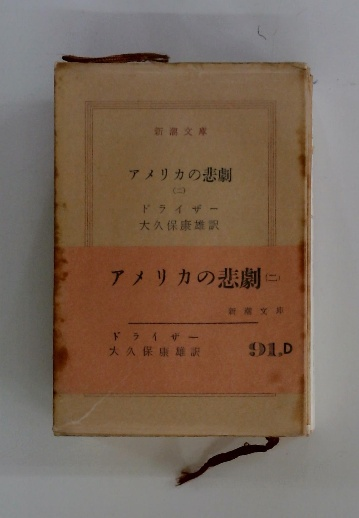 新潮文庫
アメリカの悲劇
(二)
ドライザー
大久保康雄訳
アメリカの悲劇(二)
新潮文庫
ドライザー
大久保康雄訳
91.D